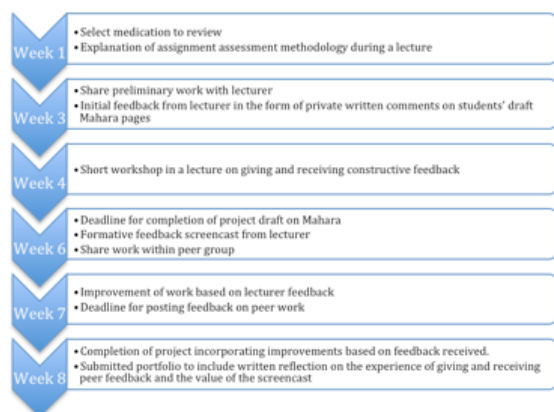 Week 1
• Select medication to review
• Explanation of assignment assessment methodology during a lecture
Week 3
• Share preliminary work with lecturer
• Initial feedback from lecturer in the form of private written comments on students' draft
Mahara pages
Week 4
• Short workshop in a lecture on giving and receiving constructive feedback
Week 6
• Deadline for completion of project draft on Mahara
• Formative feedback screencast from lecturer
• Share work within peer group
Week 7
• Improvement of work based on lecturer feedback
• Deadline for posting feedback on peer work
Week 8
• Completion of project incorporating improvements based on feedback received.
• Submitted portfolio to include written reflection on the experience of giving and receiving
peer feedback and the value of the screencast